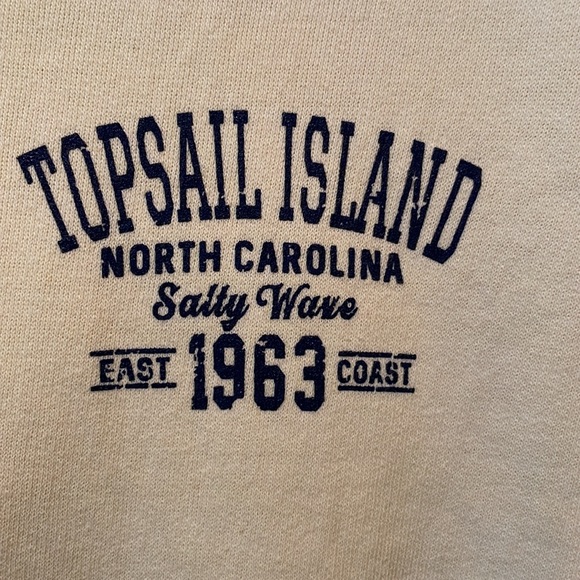 TOPSAIL ISLAND
NORTH CAROLINA
Salty Wave
EAST 1963 COAST